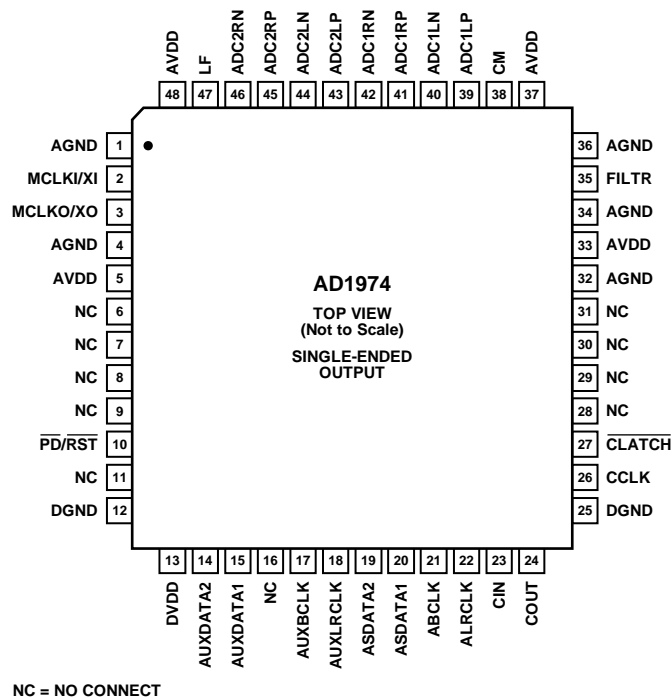 AVDD
LF
ADC2RN
ADC2RP
ADC2LN
ADC2LP
ADC1RN
ADC1RP
ADC1LN
ADC1LP
CM
AVDD
48 47 46 45 44 43 42 41 40 39 38 37
AGND 1
MCLKI/XI 2
MCLKO/XO 3
AGND 4
AVDD 5
NC 6
NC 7
NC 8
NC 9
PD/RST 10
NC 11
DGND 12
AD1974
TOP VIEW
(Not to Scale)
SINGLE-ENDED
OUTPUT
36 AGND
35 FILTR
34 AGND
33 AVDD
32 AGND
31 NC
30 NC
29 NC
28 NC
27 CLATCH
26 CCLK
25 DGND
13 14 15 16 17 18 19 20 21 22 23 24
DVDD
AUXDATA2
AUXDATA1
NC
AUXBCLK
AUXLRCLK
ASDATA2
ASDATA1
ABCLK
ALRCLK
CIN
COUT
NC = NO CONNECT